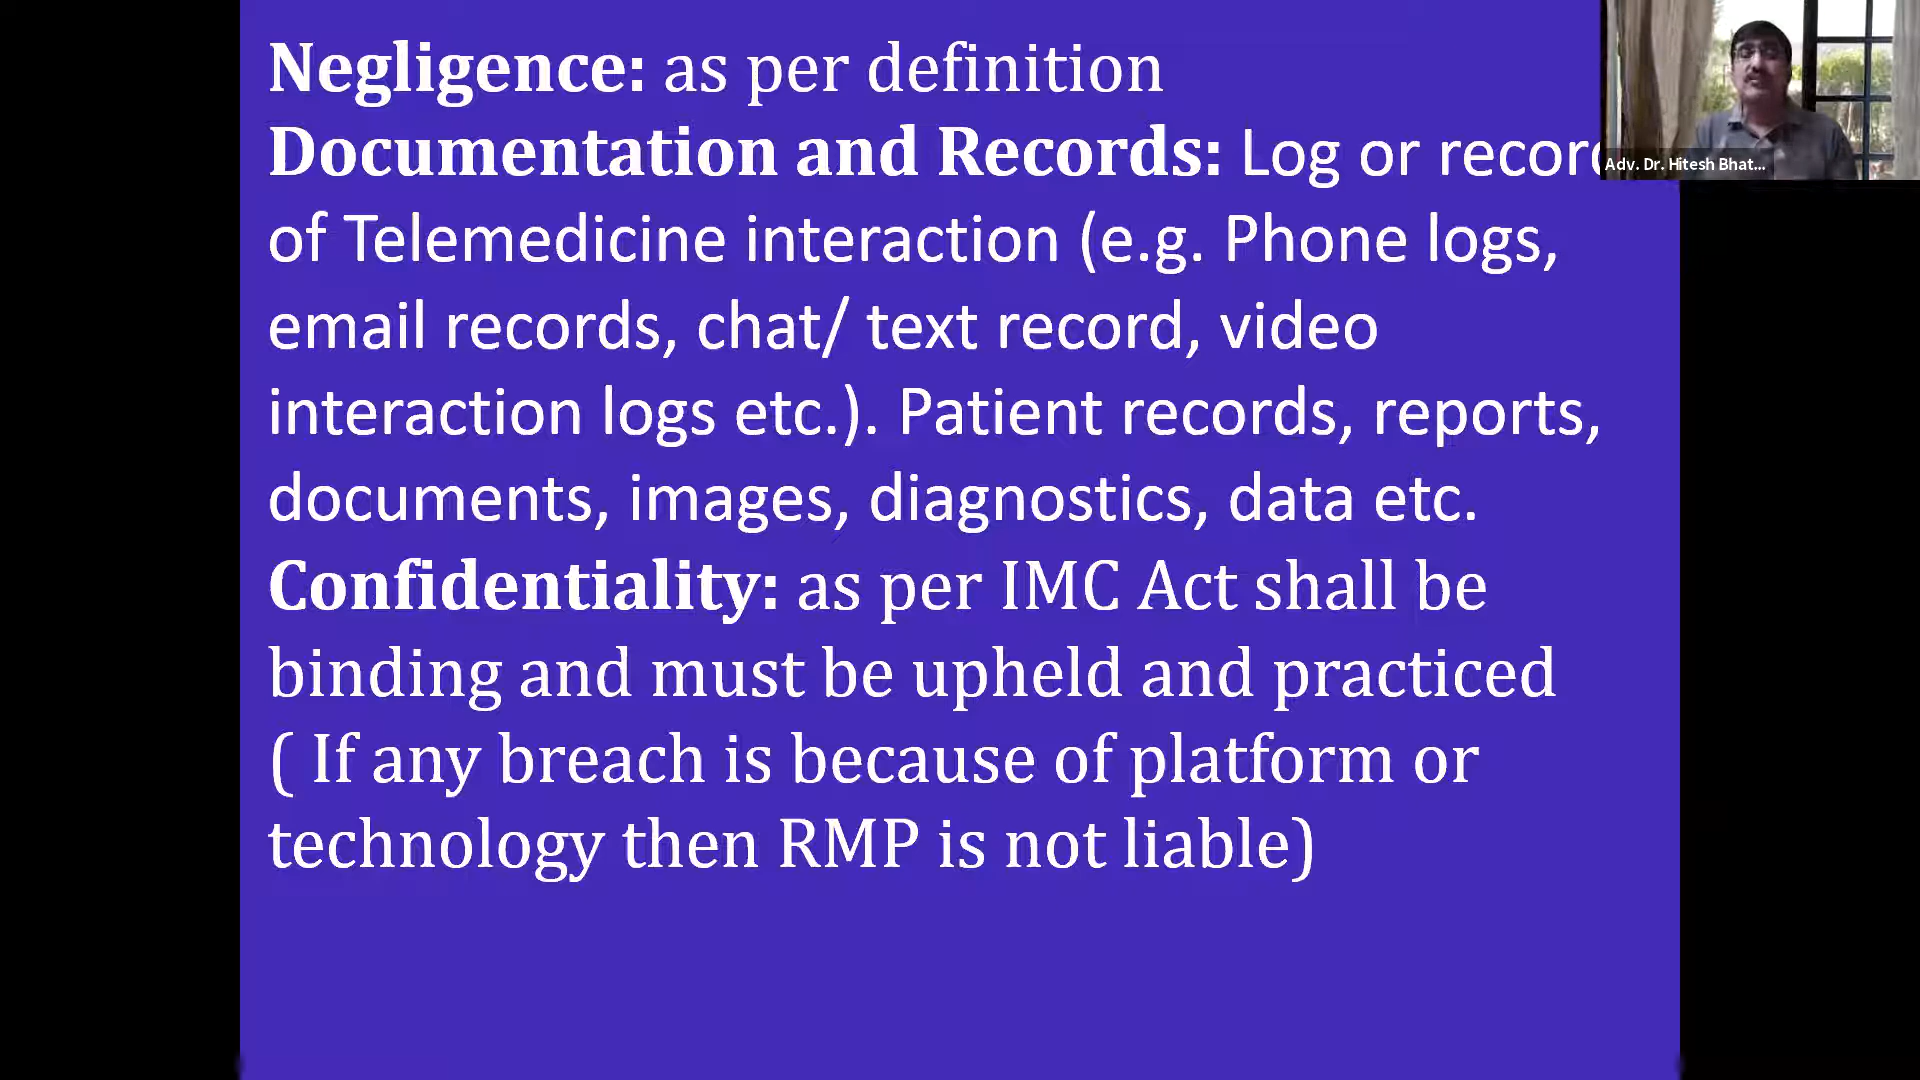 Negligence: as per definition
Documentation and Records: Log or
of Telemedicine interaction (e.g. Phone logs,
email records, chat/ text record, video
interaction logs etc.). Patient records, reports,
documents, images, diagnostics, data etc.
Confidentiality: as per IMC Act shall be
binding and must be upheld and practiced
( If any breach is because of platform or
technology then RMP is not liable)
Adv. Dr. Hitesh Bhat...